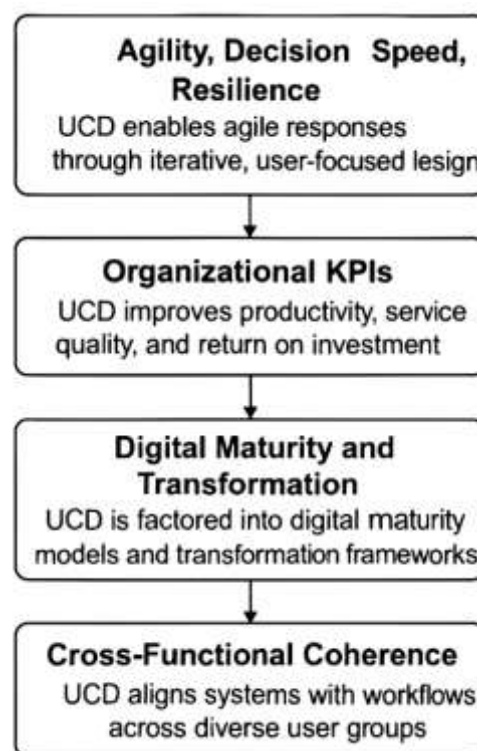 Agility, Decision Speed,
Resilience
UCD enables agile responses
through iterative, user-focused lesign
Organizational KPIs
UCD improves productivity, service
quality, and return on investment
Digital Maturity and
Transformation
UCD is factored into digital maturity
models and transformation frameworks
Cross-Functional Coherence
UCD aligns systems with workflows
across diverse user groups